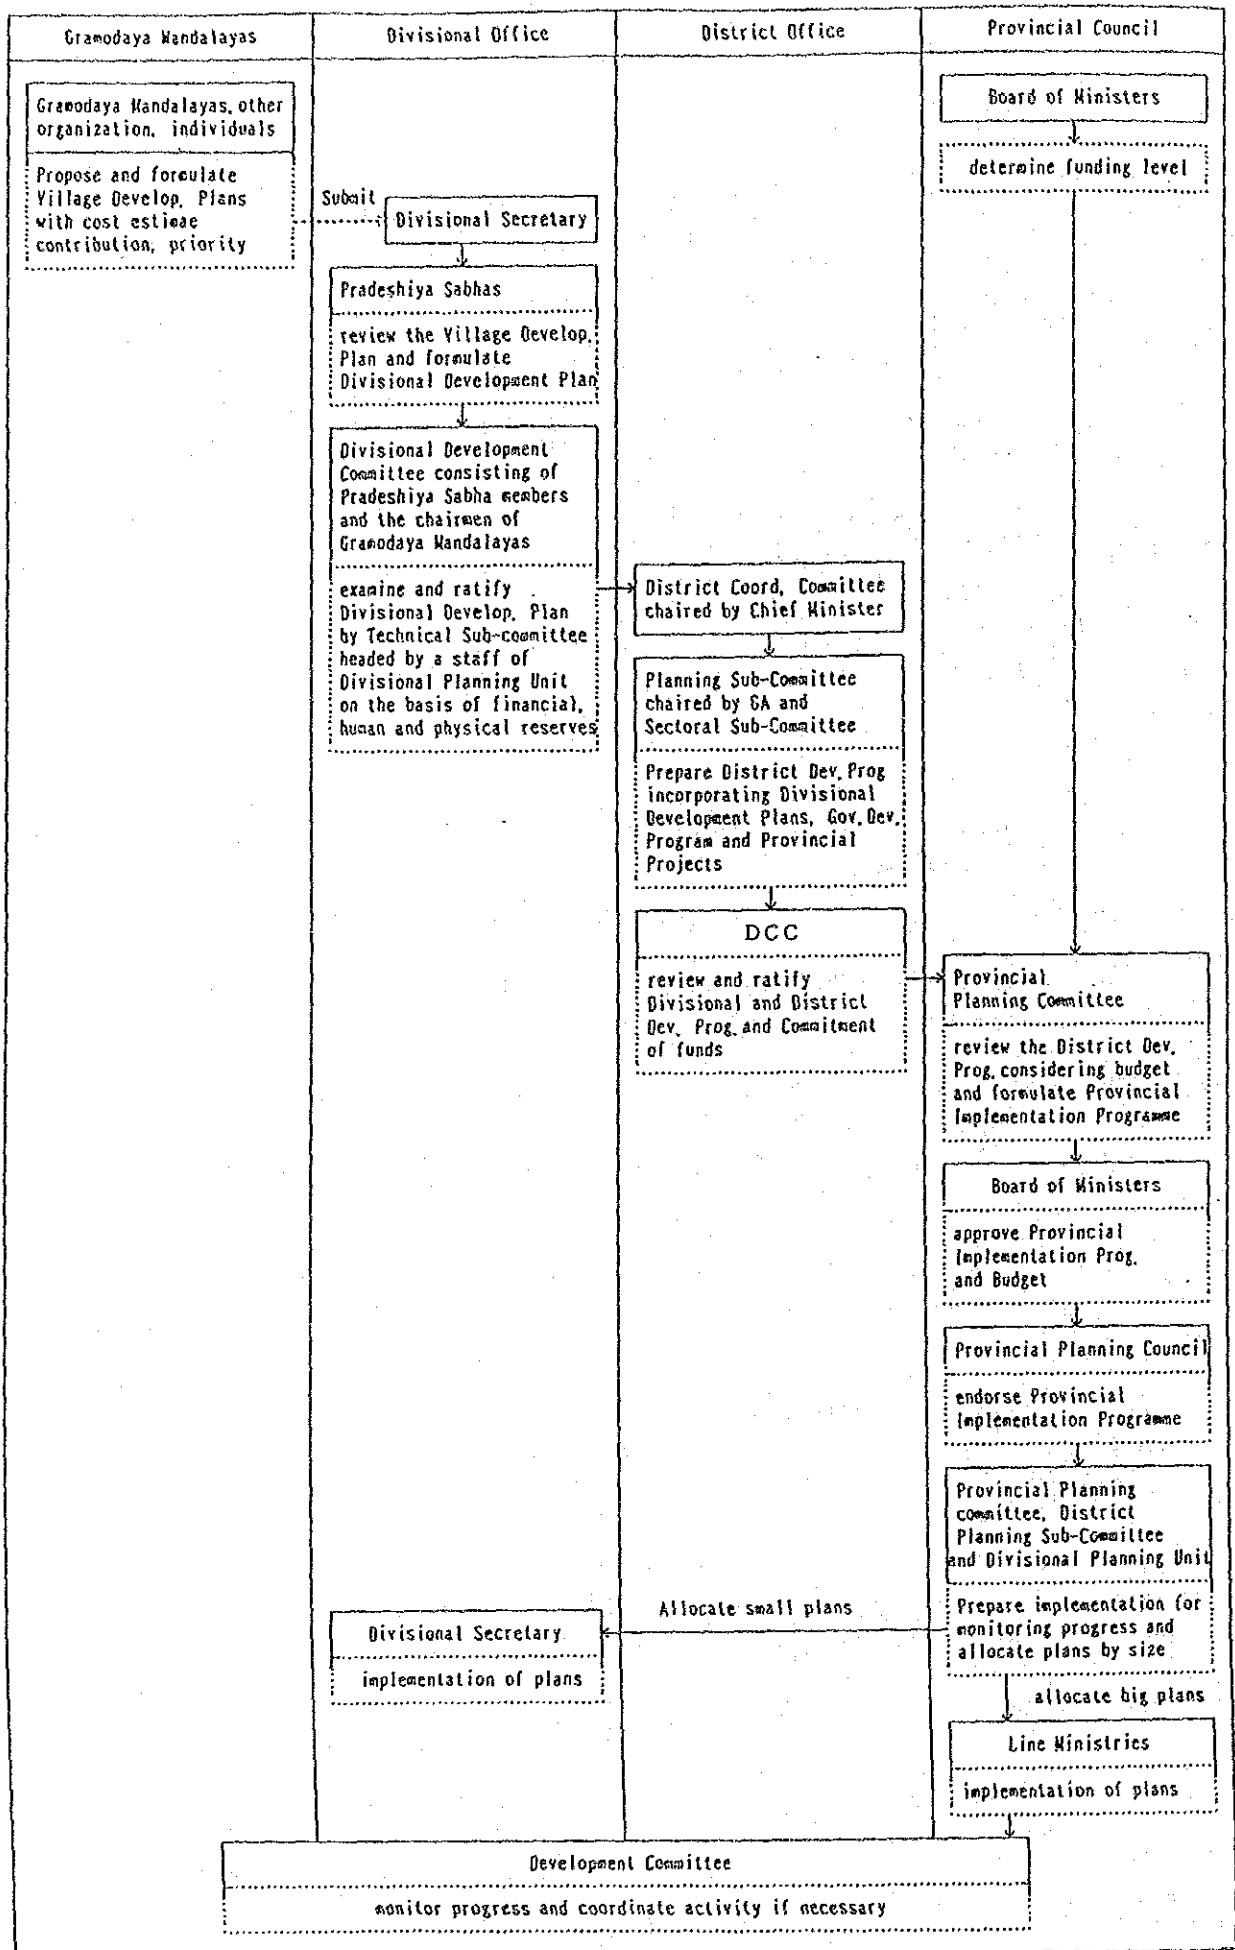 Gramodaya Mandalayas
Divisional Office
District Office
Provincial Council
Gramodaya Mandalayas, other
organization, individuals
Propose and formulate
Village Develop. Plans
with cost estimae
contribution, priority
Submit
Divisional Secretary
Pradeshiya Sabhas
review the Village Develop.
Plan and formulate
Divisional Development Plan
Divisional Development
Committee consisting of
Pradeshiya Sabha members
and the chairmen of
Gramodaya Mandalayas
examine and ratify
Divisional Develop. Plan
by Technical Sub-committee
headed by a staff of
Divisional Planning Unit
on the basis of financial,
human and physical reserves
District Coord, Committee
chaired by Chief Minister
Planning Sub-Committee
chaired by GA and
Sectoral Sub-Committee
Prepare District Dev. Prog
incorporating Divisional
Development Plans, Gov. Dev.
Program and Provincial
Projects
DCC
review and ratify
Divisional and District
Dev. Prog. and Commitment
of funds
Board of Ministers
determine funding level
Provincial
Planning Committee
review the District Dev.
Prog. considering budget
and formulate Provincial
Implementation Programme
Board of Ministers
approve Provincial
Implementation Prog.
and Budget
Provincial Planning Council
endorse Provincial
Implementation Programme
Provincial Planning
committee, District
Planning Sub-Committee
and Divisional Planning Unit
Prepare implementation for
monitoring progress and
allocate plans by size
Allocate small plans
Divisional Secretary
implementation of plans
allocate big plans
Line Ministries
implementation of plans
Development Committee
monitor progress and coordinate activity if necessary